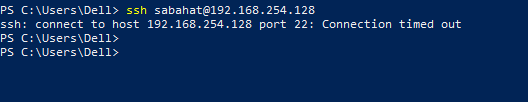 PS C:\Users\Dell> ssh sabahat@192.168.254.128
ssh: connect to host 192.168.254.128 port 22: Connection timed out
PS C:\Users\Dell>
PS C:\Users\Dell>